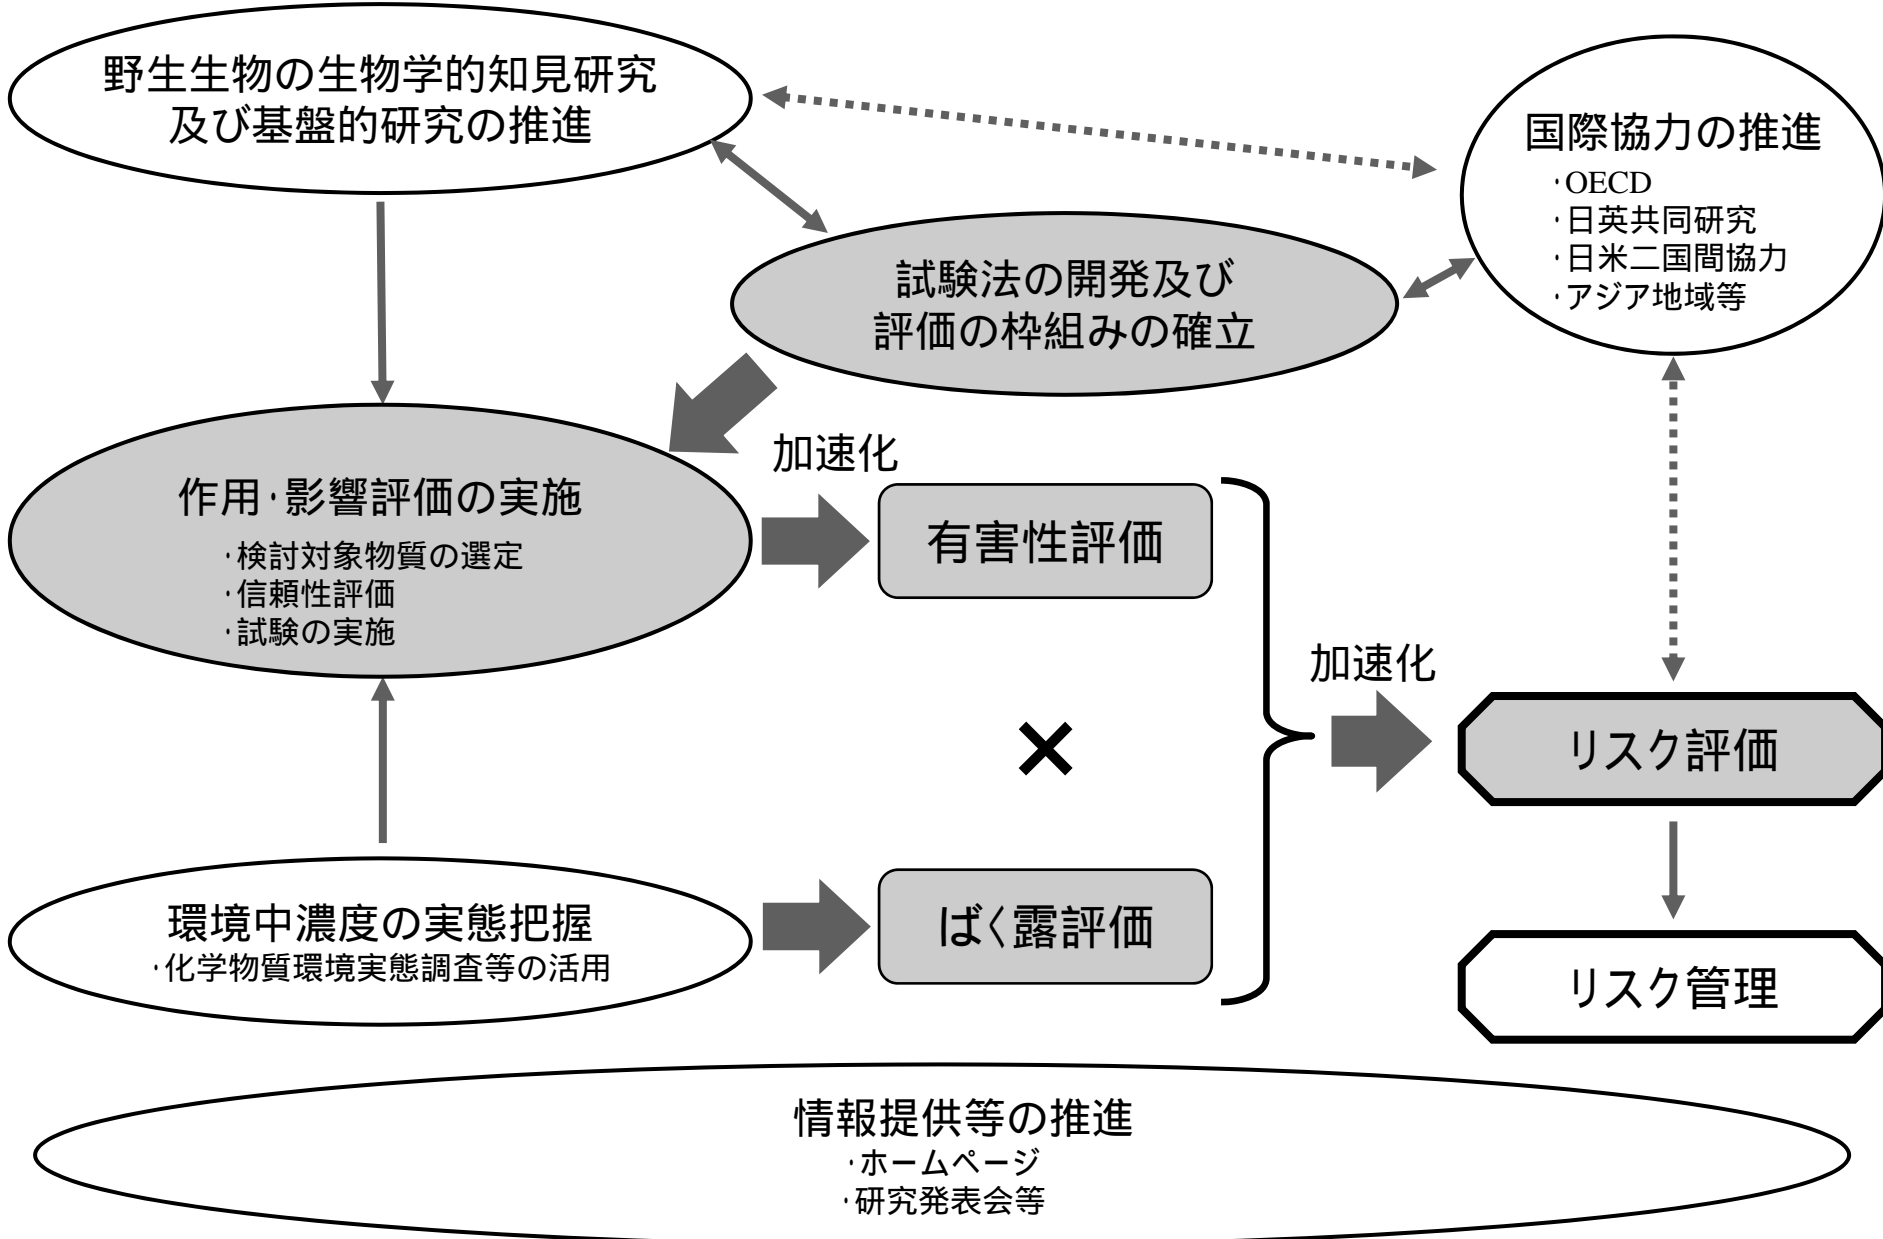 野生生物の生物学的知見研究
及び基盤的研究の推進
国際協力の推進
・OECD
・日英共同研究
・日米二国間協力
・アジア地域等
試験法の開発及び
評価の枠組みの確立
加速化
作用・影響評価の実施
・検討対象物質の選定
・信頼性評価
・試験の実施
有害性評価
×
加速化
リスク評価
環境中濃度の実態把握
・化学物質環境実態調査等の活用
ばく露評価
リスク管理
情報提供等の推進
・ホームページ
・研究発表会等